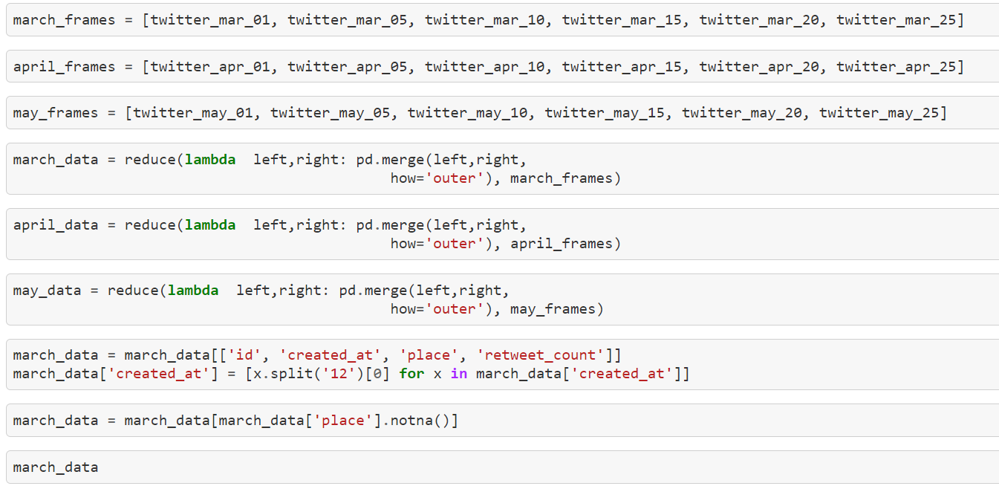 march_frames = [twitter_mar_01, twitter_mar_05, twitter_mar_10, twitter_mar_15, twitter_mar_20, twitter_mar_25]
april_frames = [twitter_apr_01, twitter_apr_05, twitter_apr_10, twitter_apr_15, twitter_apr_20, twitter_apr_25]
may_frames = [twitter_may_01, twitter_may_05, twitter_may_10, twitter_may_15, twitter_may_20, twitter_may_25]
march_data = reduce(lambda  left,right: pd.merge(left,right,
                                            how='outer'), march_frames)
april_data = reduce(lambda  left,right: pd.merge(left,right,
                                            how='outer'), april_frames)
may_data = reduce(lambda  left,right: pd.merge(left,right,
                                            how='outer'), may_frames)
march_data = march_data[['id', 'created_at', 'place', 'retweet_count']]
march_data['created_at'] = [x.split('12')[0] for x in march_data['created_at']]
march_data = march_data[march_data['place'].notna()]
march_data